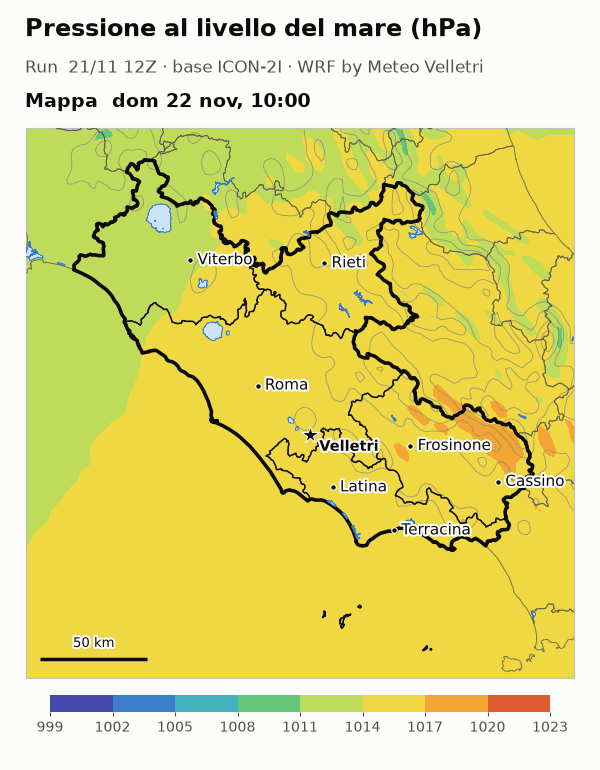 Pressione al livello del mare (hPa)
Run  21/11 12Z · base ICON-2I · WRF by Meteo Velletri
Mappa  dom 22 nov, 10:00
Viterbo
Rieti
Roma
Velletri
Frosinone
Cassino
Latina
Terracina
50 km
999 1002 1005 1008 1011 1014 1017 1020 1023